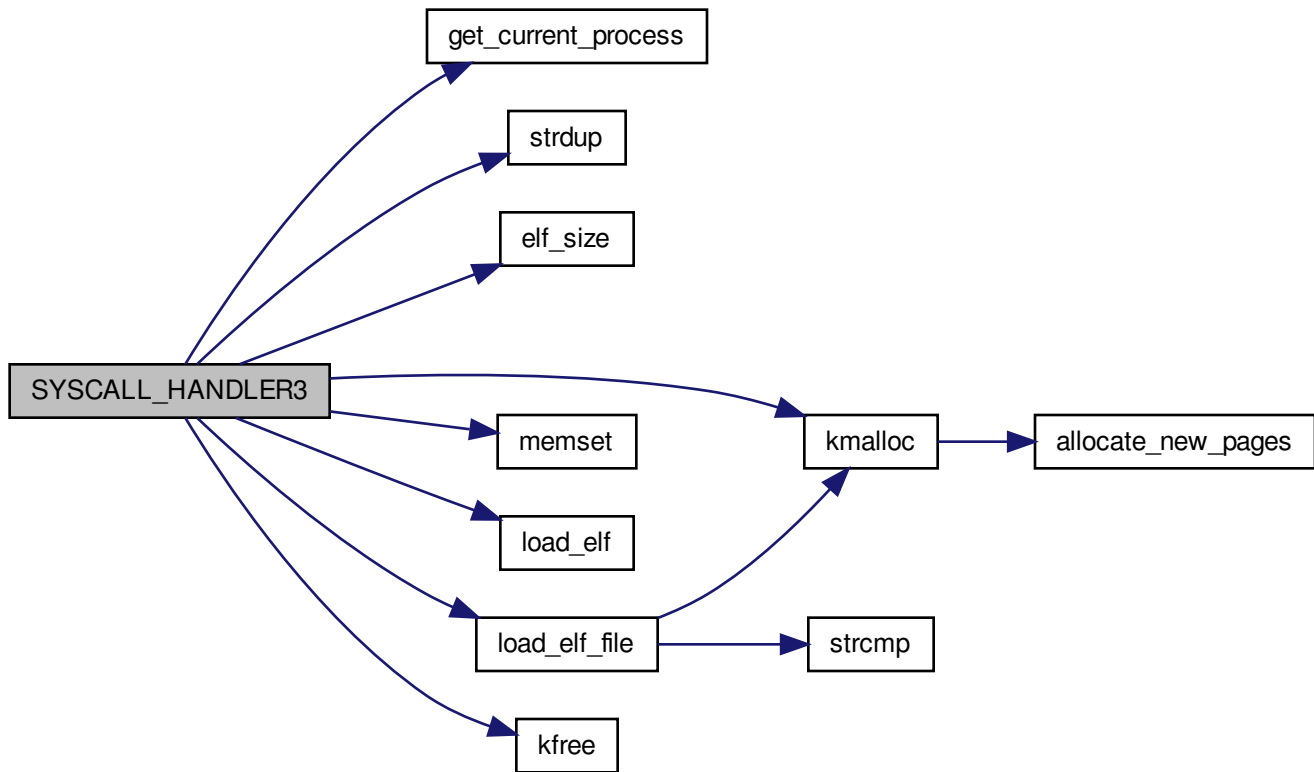 get_current_process
strdup
elf_size
SYSCALL_HANDLER3
memset
kmalloc
allocate_new_pages
load_elf
load_elf_file
strcmp
kfree